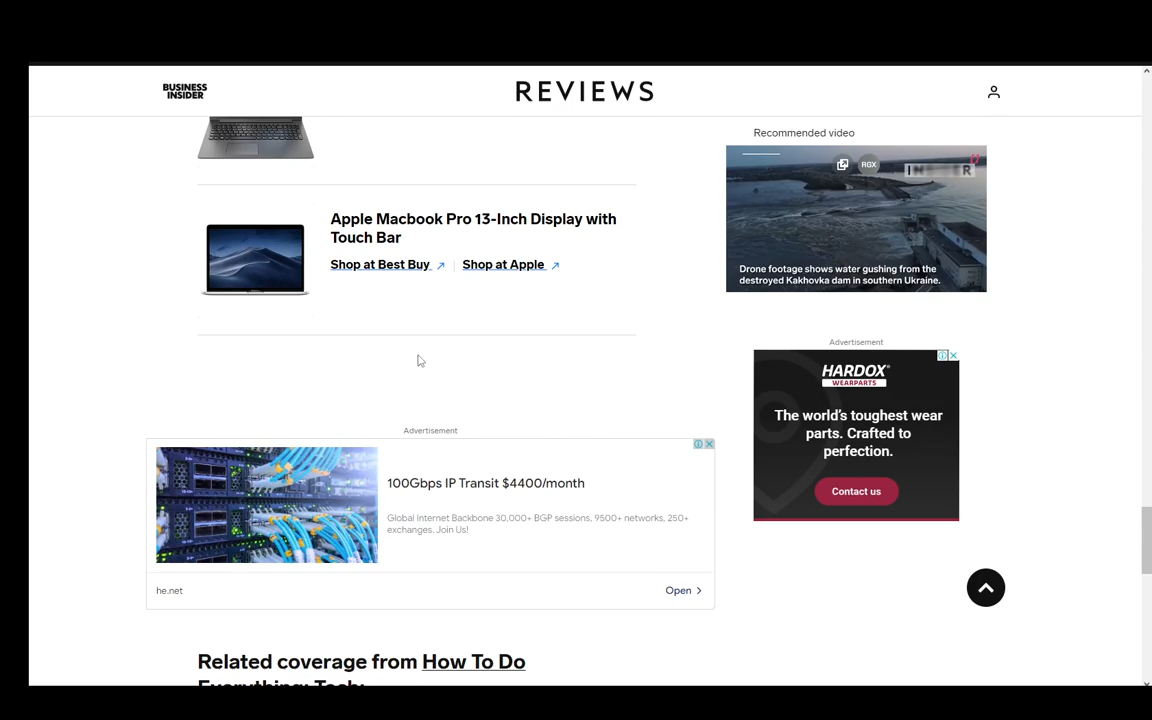 BUSINESS
INSIDER
REVIEWS
Apple Macbook Pro 13-Inch Display with
Touch Bar
Shop at Best Buy
Shop at Apple
Recommended video
RGX
Drone footage shows water gushing from the
destroyed Kakhovka dam in southern Ukraine.
Advertisement
HARDOX®
WEARPARTS
The world's toughest wear
parts. Crafted to
perfection.
Contact us
Advertisement
100Gbps IP Transit $4400/month
Global Internet Backbone 30,000+ BGP sessions, 9500+ networks, 250+
exchanges. Join Us!
he.net
Open
Related coverage from How To Do
Everything: Tech: